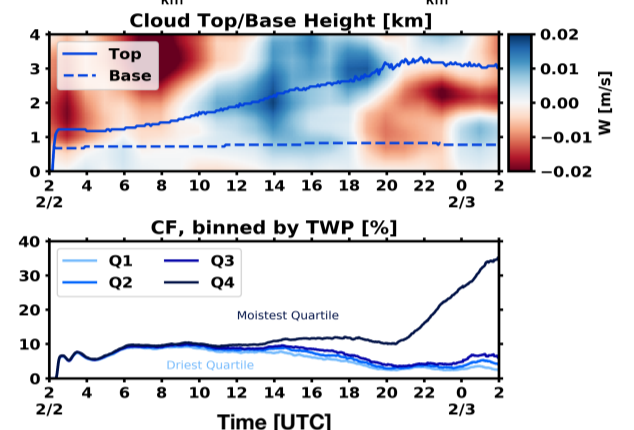 km km
Cloud Top/Base Height [km]
4
3
2
1
0
Top
Base
2 4 6 8 10 12 14 16 18 20 22 0 2
2/2 2/3
0.02
0.01
0.00
−0.01
−0.02
W [m/s]
CF, binned by TWP [%]
40
30
20
10
0
Q1 Q3
Q2 Q4
Moistest Quartile
Driest Quartile
2 4 6 8 10 12 14 16 18 20 22 0 2
2/2 2/3
Time [UTC]